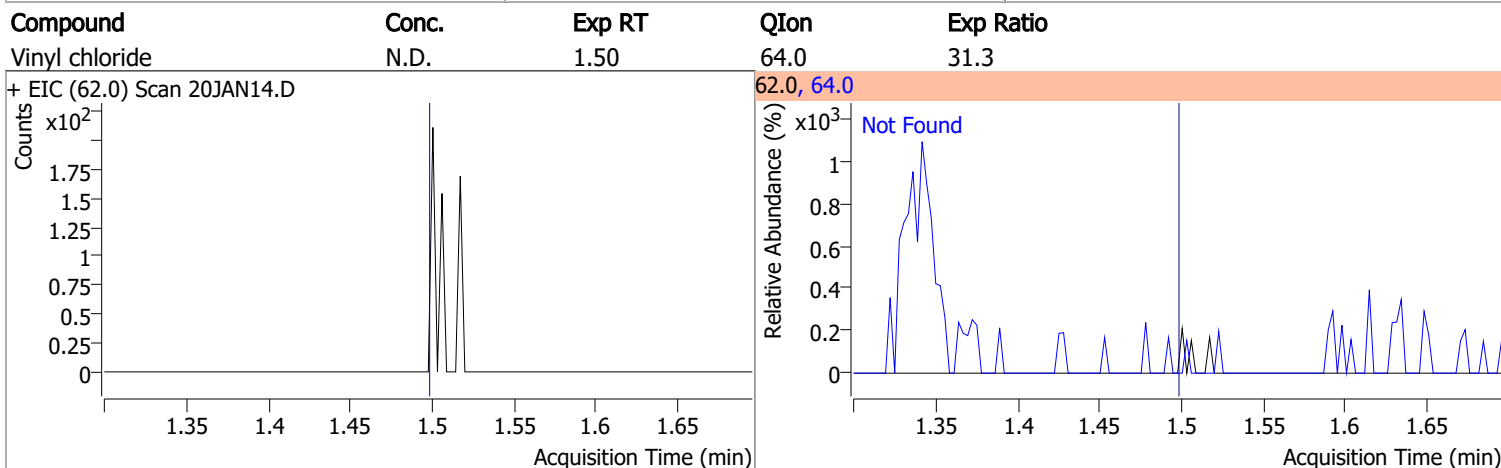 Compound Conc. Exp RT QIon Exp Ratio
Vinyl chloride N.D. 1.50 64.0 31.3
+ EIC (62.0) Scan 20JAN14.D
Counts
x10²
1.75
1.5
1.25
1
0.75
0.5
0.25
0
1.35 1.4 1.45 1.5 1.55 1.6 1.65
Acquisition Time (min)
62.0, 64.0
Relative Abundance (%)
x10³
Not Found
1
0.8
0.6
0.4
0.2
0
1.35 1.4 1.45 1.5 1.55 1.6 1.65
Acquisition Time (min)